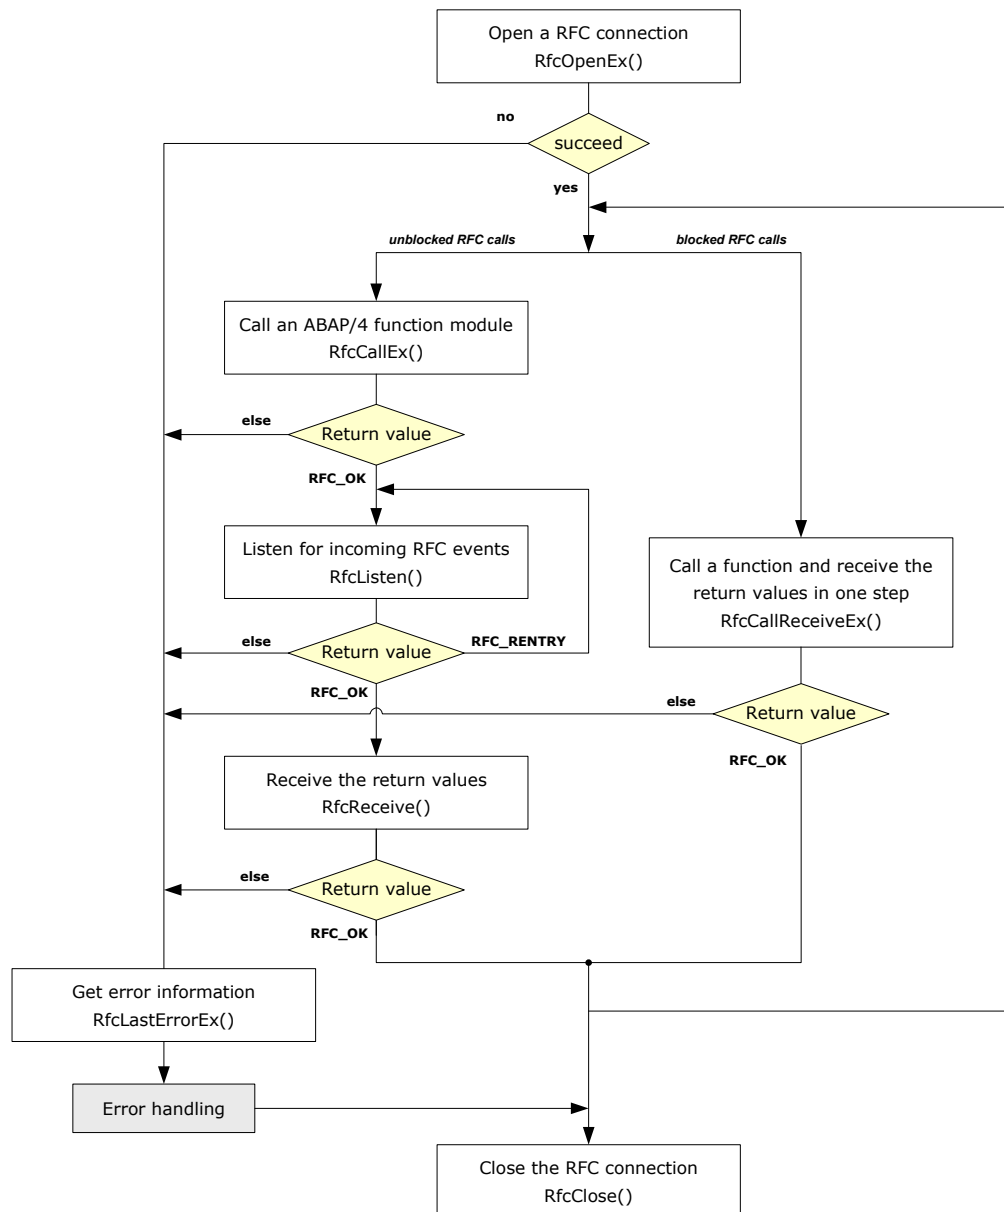 Open a RFC connection
RfcOpenEx()
no
succeed
yes
unblocked RFC calls
blocked RFC calls
Call an ABAP/4 function module
RfcCallEx()
else
Return value
RFC_OK
Listen for incoming RFC events
RfcListen()
Call a function and receive the
return values in one step
RfcCallReceiveEx()
else
Return value
RFC_RENTRY
RFC_OK
else
Return value
RFC_OK
Receive the return values
RfcReceive()
else
Return value
RFC_OK
Get error information
RfcLastErrorEx()
Error handling
Close the RFC connection
RfcClose()